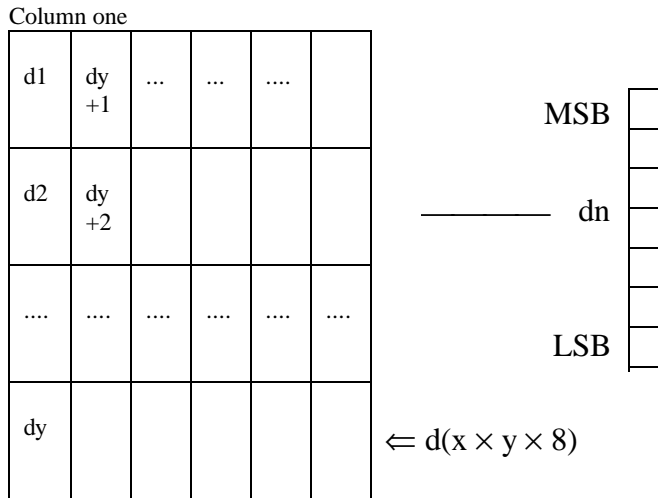 Column one
d1 dy ... ... ....
+1
MSB
d2 dy
+2
dn
.... .... .... .... .... ....
LSB
dy
⇐ d(x × y × 8)